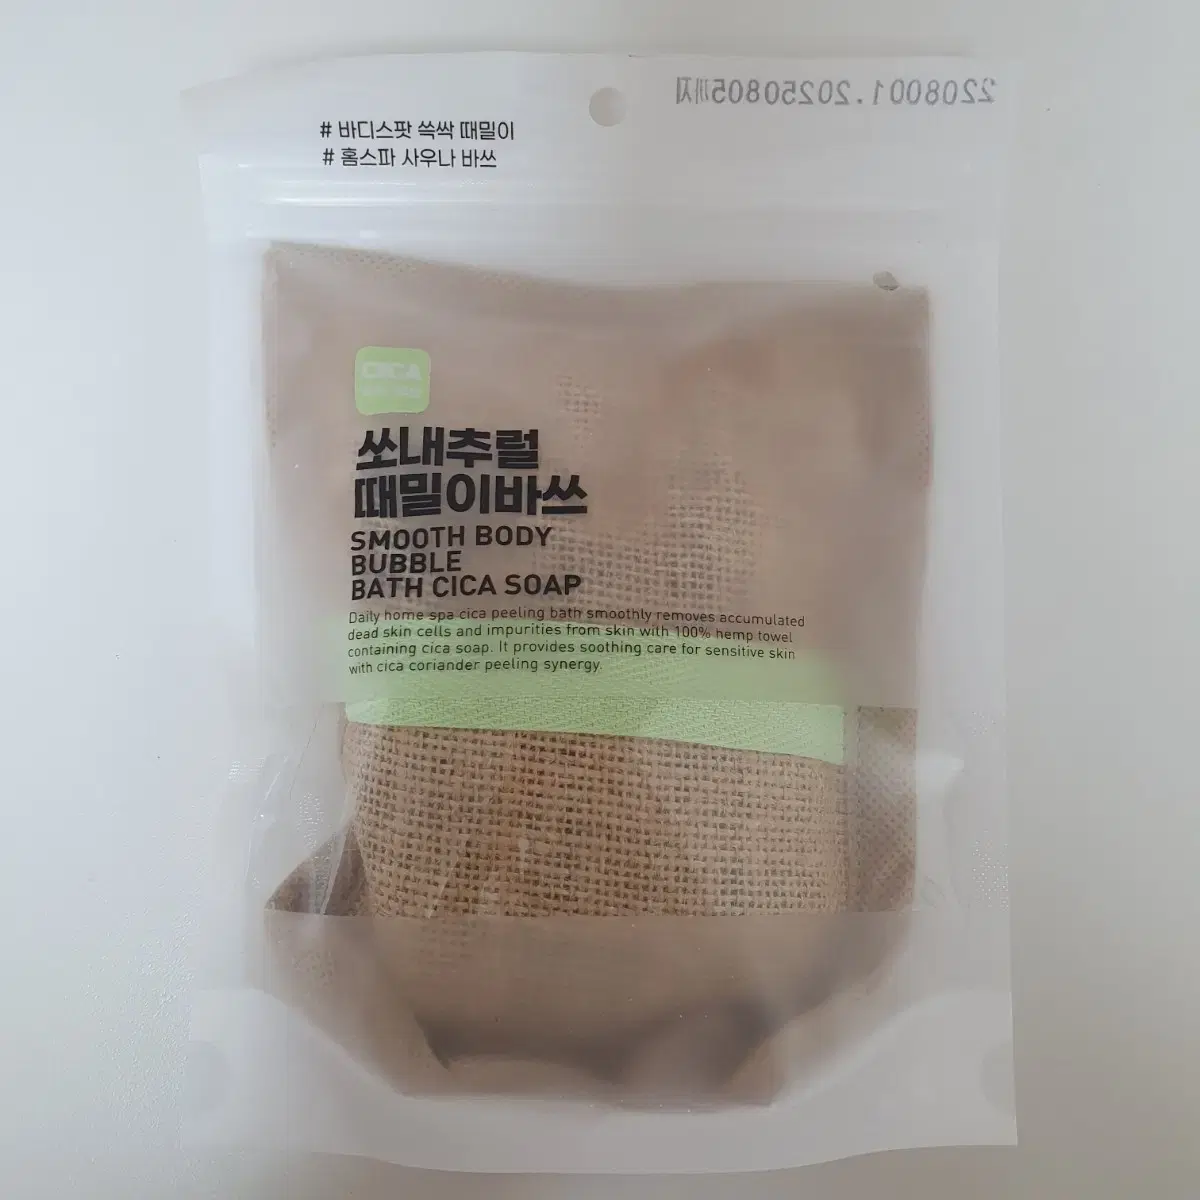 2208001.20250805까지
# 바디스팟 쓱싹 때밀이
# 홈스파 사우나 바쓰
CICA
쏘내추럴
때밀이바쓰
SMOOTH BODY
BUBBLE
BATH CICA SOAP
Daily home spa cica peeling bath smoothly removes accumulated
dead skin cells and impurities from skin with 100% hemp towel
containing cica soap. It provides soothing care for sensitive skin
with cica coriander peeling synergy.